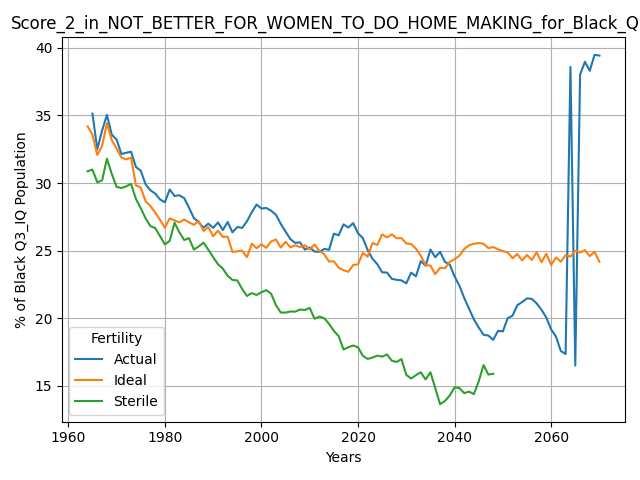 Score_2_in_NOT_BETTER_FOR_WOMEN_TO_DO_HOME_MAKING_for_Black_Q
% of Black Q3_IQ Population
40
35
30
25
20
15
Fertility
Actual
Ideal
Sterile
1960 1980 2000 2020 2040 2060
Years